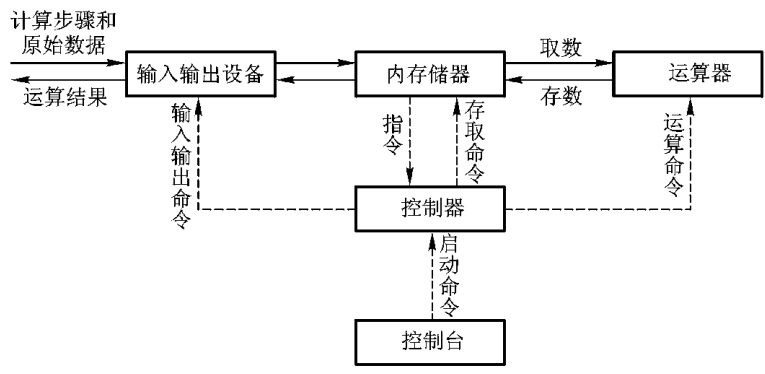 计算步骤和
原始数据
运算结果
输入输出设备
内存储器
取数
存数
运算器
输入输出命令
指令
存取命令
运算命令
控制器
启动命令
控制台